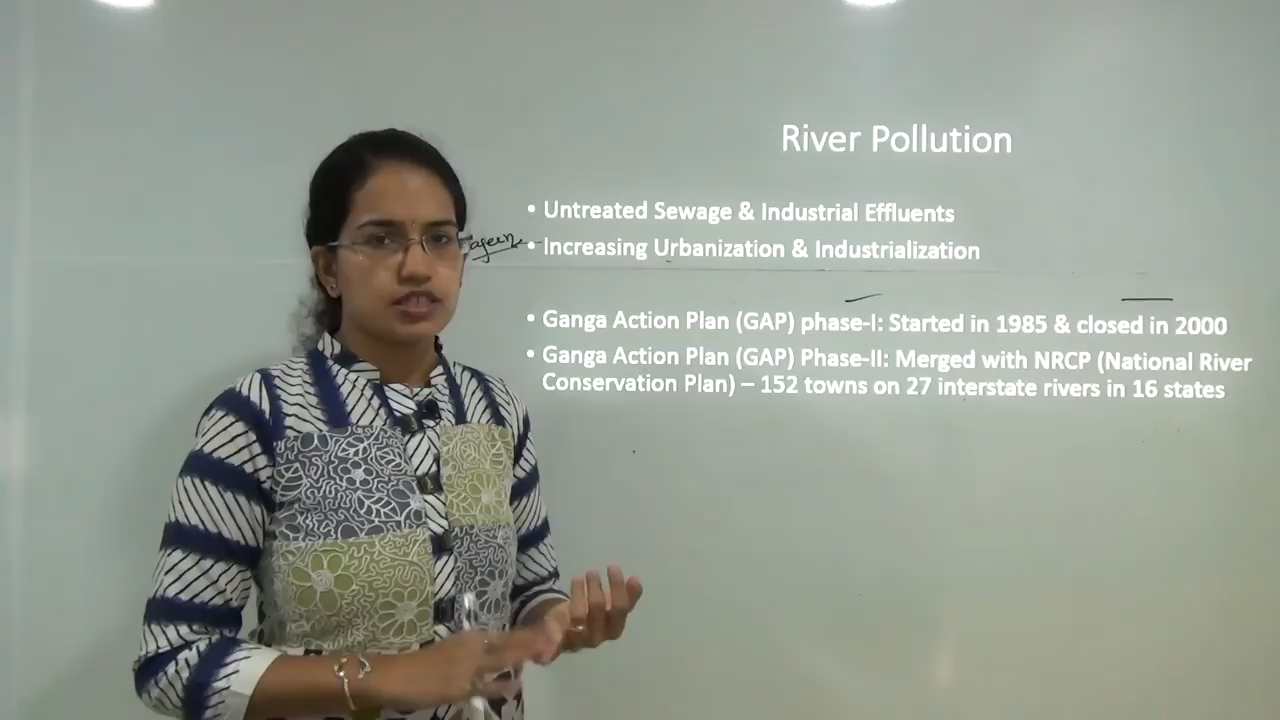 River Pollution
• Untreated Sewage & Industrial Effluents
• Increasing Urbanization & Industrialization
• Ganga Action Plan (GAP) phase-I: Started in 1985 & closed in 2000
• Ganga Action Plan (GAP) Phase-II: Merged with NRCP (National River
Conservation Plan) – 152 towns on 27 interstate rivers in 16 states